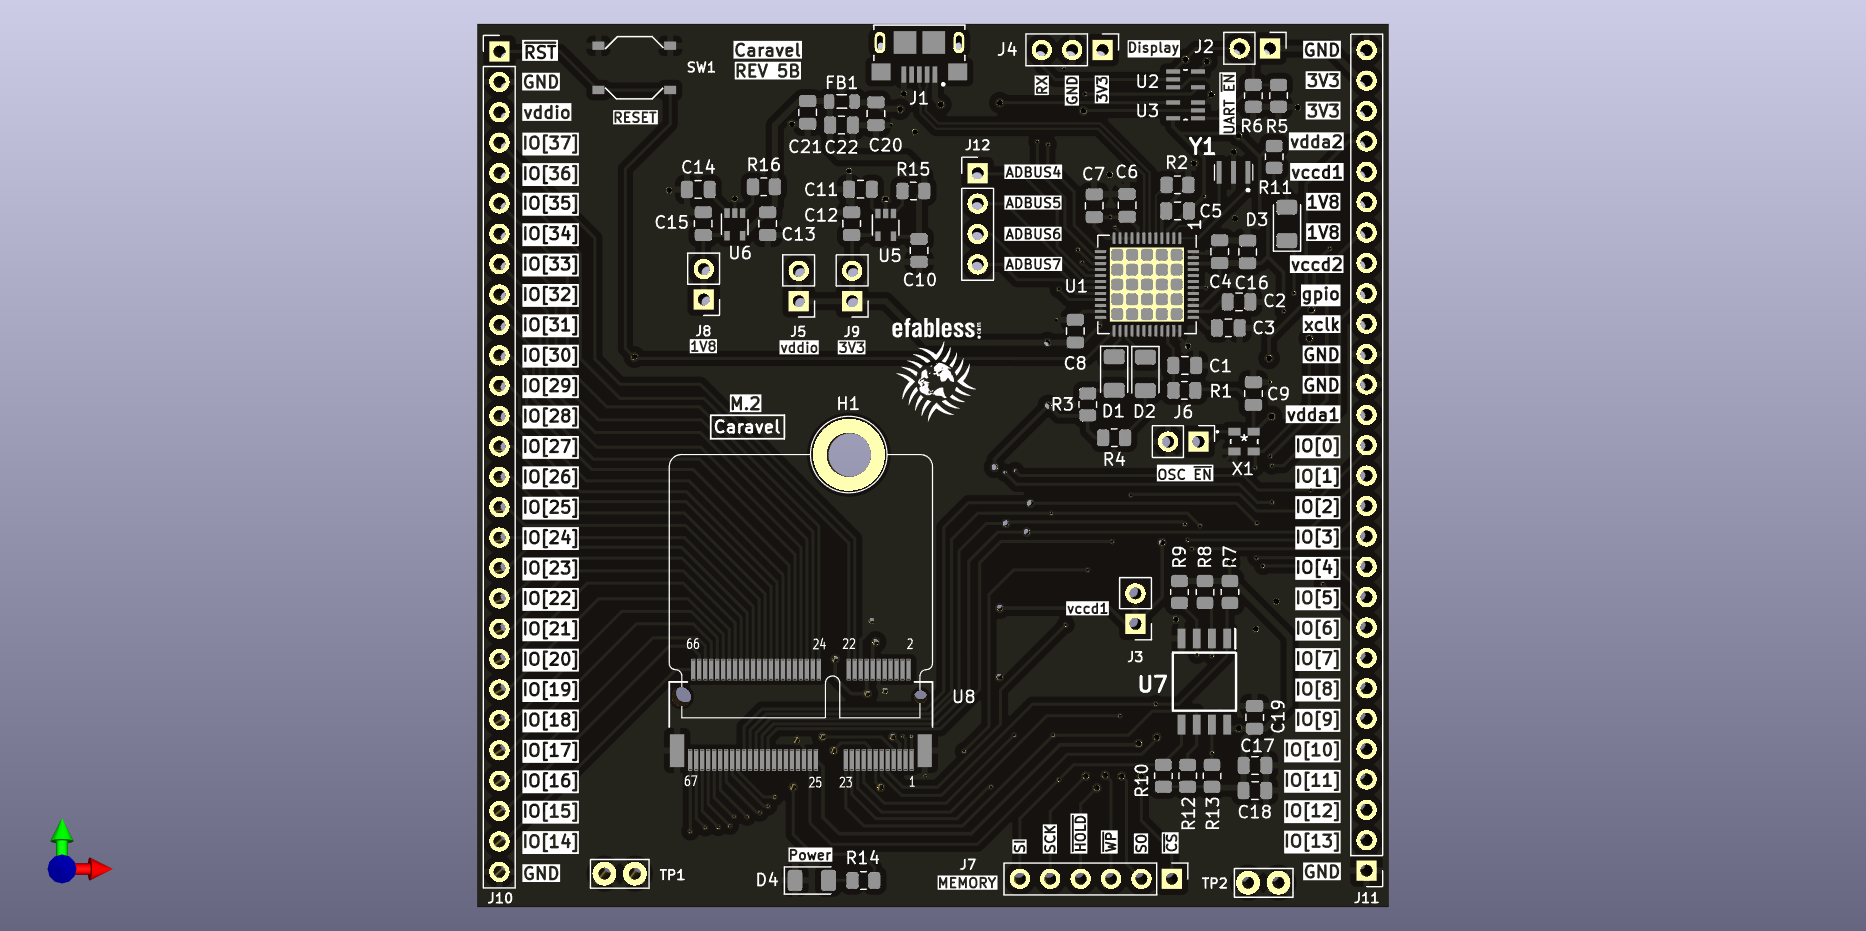 RST
GND
vddio
IO[37]
IO[36]
IO[35]
IO[34]
IO[33]
IO[32]
IO[31]
IO[30]
IO[29]
IO[28]
IO[27]
IO[26]
IO[25]
IO[24]
IO[23]
IO[22]
IO[21]
IO[20]
IO[19]
IO[18]
IO[17]
IO[16]
IO[15]
IO[14]
GND
J10
SW1
RESET
Caravel
REV 5B
FB1
J1
C21 C22 C20
C14 R16
C15 C13
U6
C11 R15
C12
U5
C10
J8
1V8
J5
vddio
J9
3V3
J12
ADBUS4
ADBUS5
ADBUS6
ADBUS7
efabless.com
J4
RX GND 3V3
Display
J2
U2
U3
UART EN
R6 R5
Y1
R2
C7 C6
C5
R11
D3
1
U1
C4 C16
C2
C3
C8
C1
R1
R3
D1 D2 J6
C9
R4
OSC EN
*
X1
M.2
Caravel
H1
66 24 22 2
U8
67 25 23 1
R9 R8 R7
vccd1
J3
U7
C19
C17
C18
R10 R12 R13
Power
D4
R14
TP1
J7
MEMORY
SI SCK HOLD WP SO CS
TP2
GND
3V3
3V3
vdda2
vccd1
1V8
1V8
vccd2
gpio
xclk
GND
GND
vdda1
IO[0]
IO[1]
IO[2]
IO[3]
IO[4]
IO[5]
IO[6]
IO[7]
IO[8]
IO[9]
IO[10]
IO[11]
IO[12]
IO[13]
GND
J11